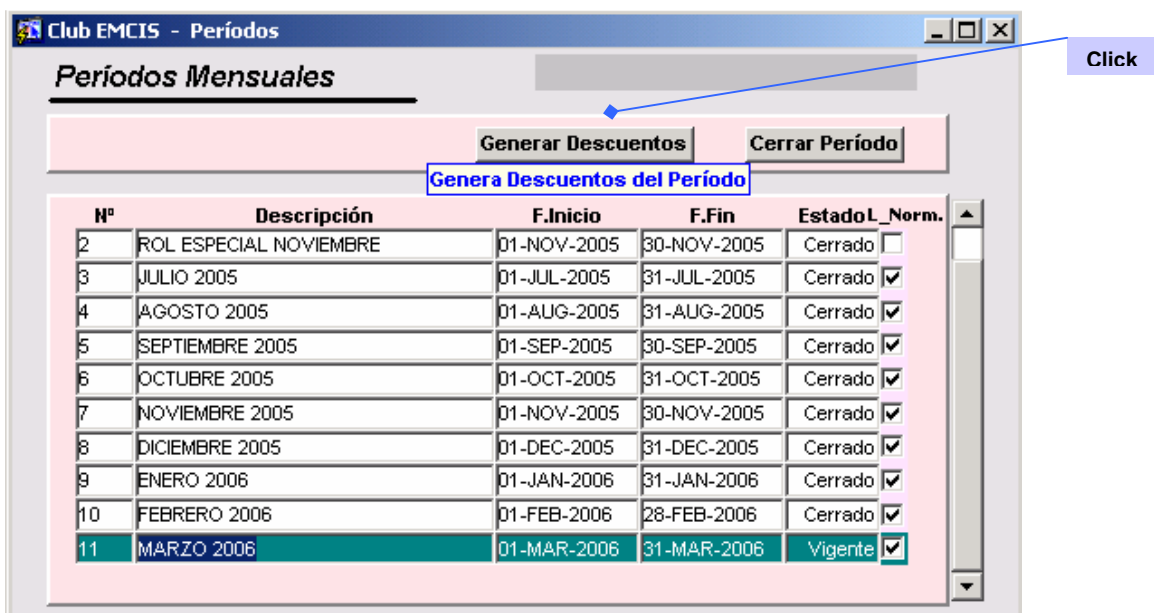 Club EMCIS - Períodos
Click
Períodos Mensuales
Generar Descuentos Cerrar Período
Genera Descuentos del Período
Nº Descripción F.Inicio F.Fin Estado L_Norm.
2 ROL ESPECIAL NOVIEMBRE 01-NOV-2005 30-NOV-2005 Cerrado
3 JULIO 2005 01-JUL-2005 31-JUL-2005 Cerrado
4 AGOSTO 2005 01-AUG-2005 31-AUG-2005 Cerrado
5 SEPTIEMBRE 2005 01-SEP-2005 30-SEP-2005 Cerrado
6 OCTUBRE 2005 01-OCT-2005 31-OCT-2005 Cerrado
7 NOVIEMBRE 2005 01-NOV-2005 30-NOV-2005 Cerrado
8 DICIEMBRE 2005 01-DEC-2005 31-DEC-2005 Cerrado
9 ENERO 2006 01-JAN-2006 31-JAN-2006 Cerrado
10 FEBRERO 2006 01-FEB-2006 28-FEB-2006 Cerrado
11 MARZO 2006 01-MAR-2006 31-MAR-2006 Vigente